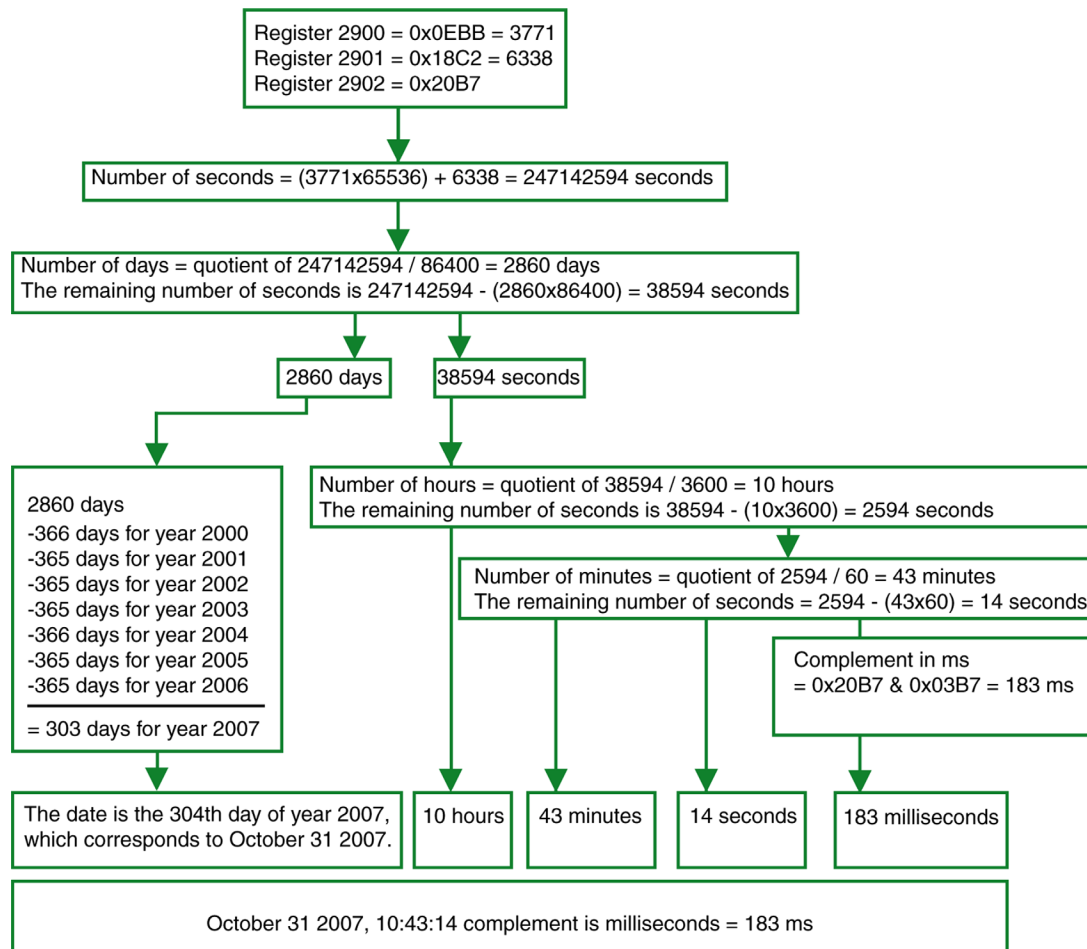 Register 2900 = 0x0EBB = 3771
Register 2901 = 0x18C2 = 6338
Register 2902 = 0x20B7
Number of seconds = (3771x65536) + 6338 = 247142594 seconds
Number of days = quotient of 247142594 / 86400 = 2860 days
The remaining number of seconds is 247142594 - (2860x86400) = 38594 seconds
2860 days
38594 seconds
2860 days
-366 days for year 2000
-365 days for year 2001
-365 days for year 2002
-365 days for year 2003
-366 days for year 2004
-365 days for year 2005
-365 days for year 2006
= 303 days for year 2007
Number of hours = quotient of 38594 / 3600 = 10 hours
The remaining number of seconds is 38594 - (10x3600) = 2594 seconds
Number of minutes = quotient of 2594 / 60 = 43 minutes
The remaining number of seconds = 2594 - (43x60) = 14 seconds
Complement in ms
= 0x20B7 & 0x03B7 = 183 ms
The date is the 304th day of year 2007,
which corresponds to October 31 2007.
10 hours
43 minutes
14 seconds
183 milliseconds
October 31 2007, 10:43:14 complement is milliseconds = 183 ms